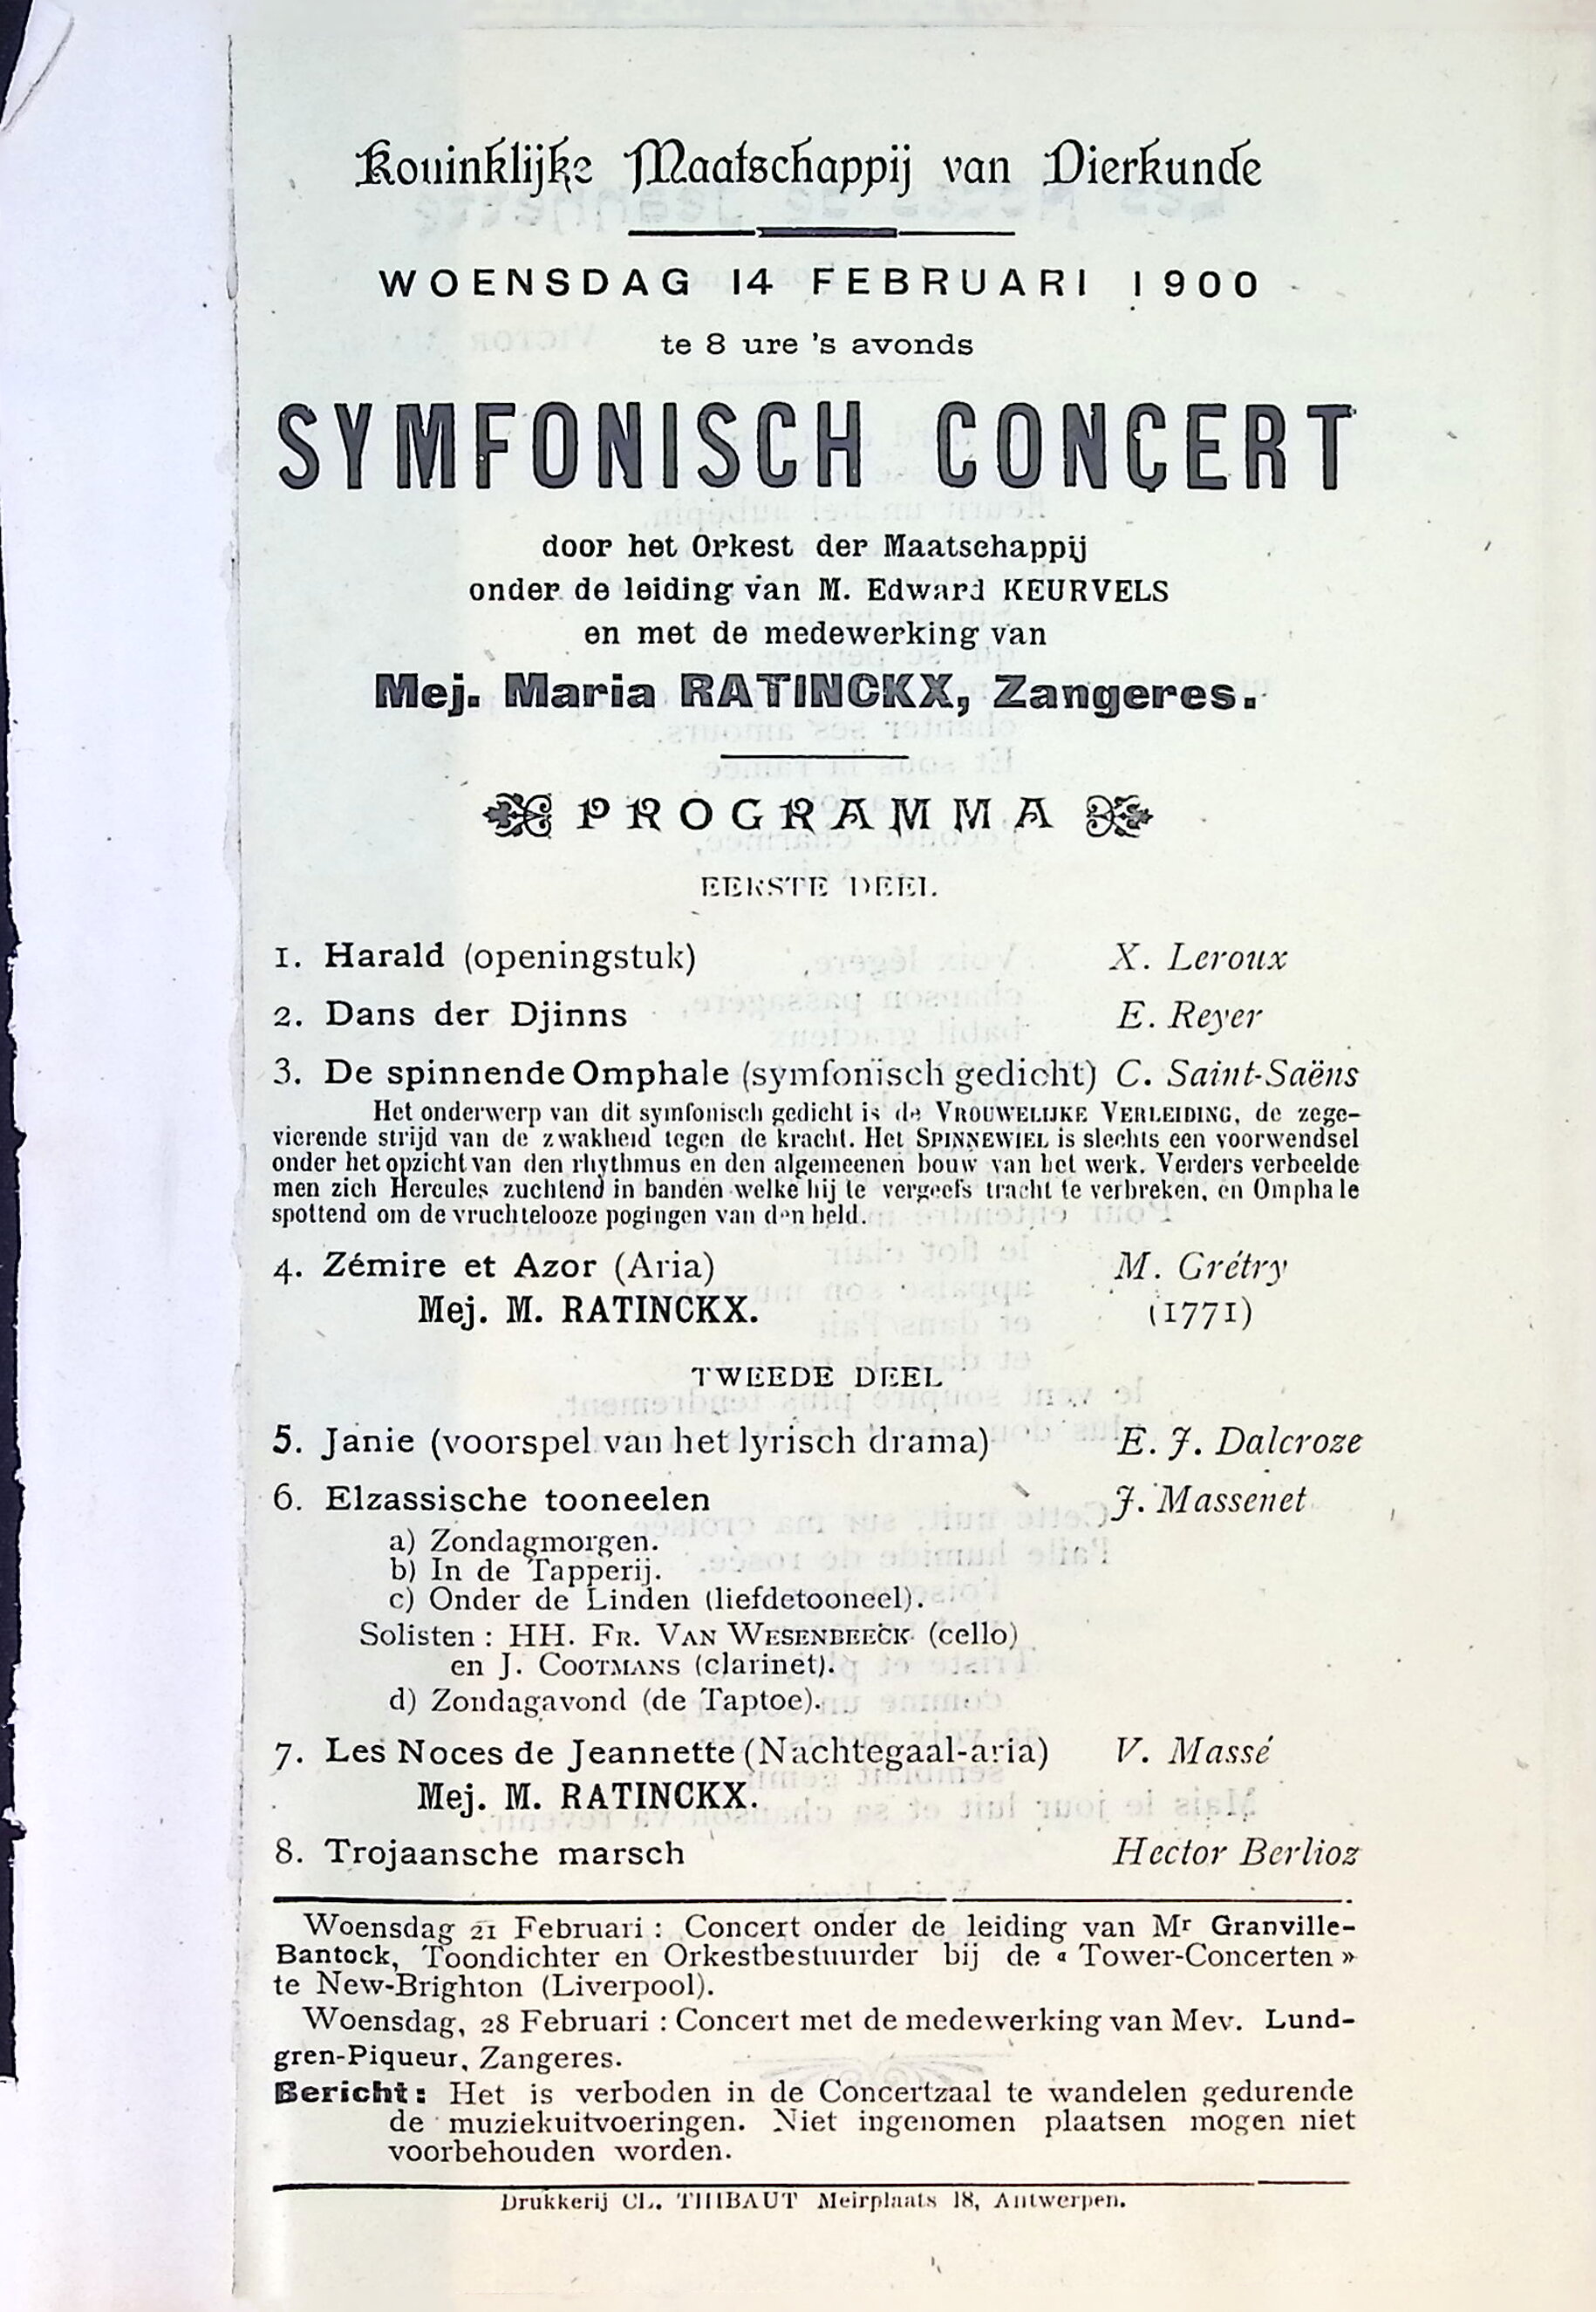 Koninklijke Maatschappij van Dierkunde
WOENSDAG 14 FEBRUARI 1900
te 8 ure 's avonds
SYMFONISCH CONCERT
door het Orkest der Maatschappij
onder de leiding van M. Edward KEURVELS
en met de medewerking van
Mej. Maria RATINCKX, Zangeres.
PROGRAMMA
EERSTE DEEL
1. Harald (openingstuk) X. Leroux
2. Dans der Djinns E. Reyer
3. De spinnende Omphale (symfonisch gedicht) C. Saint-Saëns
Het onderwerp van dit symfonisch gedicht is de VROUWELIJKE VERLEIDING, de zege-
vierende strijd van de zwakheid tegen de kracht. Het SPINNEWIEL is slechts een voorwendsel
onder het opzicht van den rhythmus en den algemeenen bouw van het werk. Verders verbeelde
men zich Hercules zuchtend in banden welke hij te vergeefs tracht te verbreken, en Omphale
spottend om de vruchtelooze pogingen van den held.
4. Zémire et Azor (Aria) M. Grétry
Mej. M. RATINCKX. (1771)
TWEEDE DEEL
5. Janie (voorspel van het lyrisch drama) E. J. Dalcroze
6. Elzassische tooneelen J. Massenet
a) Zondagmorgen.
b) In de Tapperij.
c) Onder de Linden (liefdetooneel).
Solisten : HH. FR. VAN WESENBEECK (cello)
en J. COOTMANS (clarinet).
d) Zondagavond (de Taptoe).
7. Les Noces de Jeannette (Nachtegaal-aria) V. Massé
Mej. M. RATINCKX.
8. Trojaansche marsch Hector Berlioz
Woensdag 21 Februari : Concert onder de leiding van Mr Granville-
Bantock, Toondichter en Orkestbestuurder bij de « Tower-Concerten »
te New-Brighton (Liverpool).
Woensdag, 28 Februari : Concert met de medewerking van Mev. Lund-
gren-Piqueur, Zangeres.
Bericht: Het is verboden in de Concertzaal te wandelen gedurende
de muziekuitvoeringen. Niet ingenomen plaatsen mogen niet
voorbehouden worden.
Drukkerij CL. THIBAUT Meirplaats 18, Antwerpen.